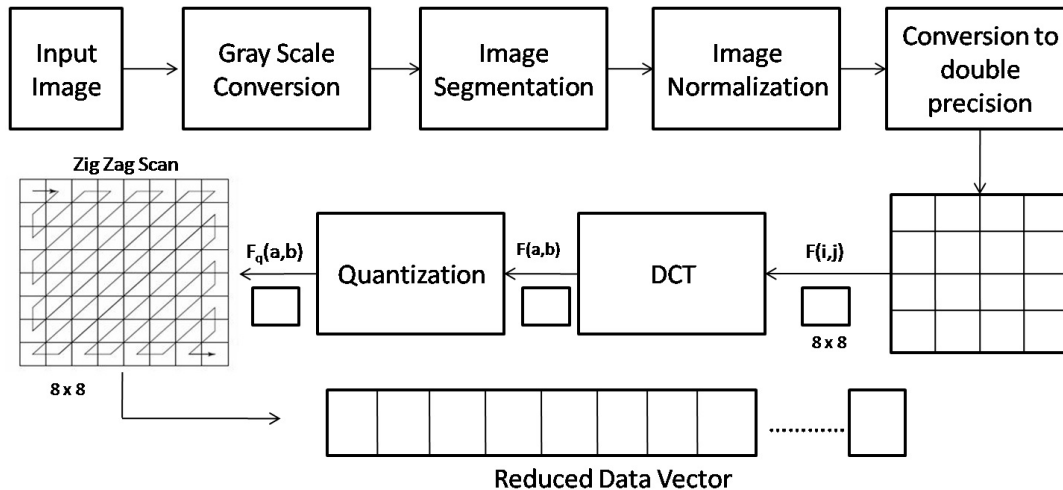 Input
Image
Gray Scale
Conversion
Image
Segmentation
Image
Normalization
Conversion to
double
precision
Zig Zag Scan
8 x 8
Fq(a,b)
Quantization
F(a,b)
DCT
F(i,j)
8 x 8
Reduced Data Vector